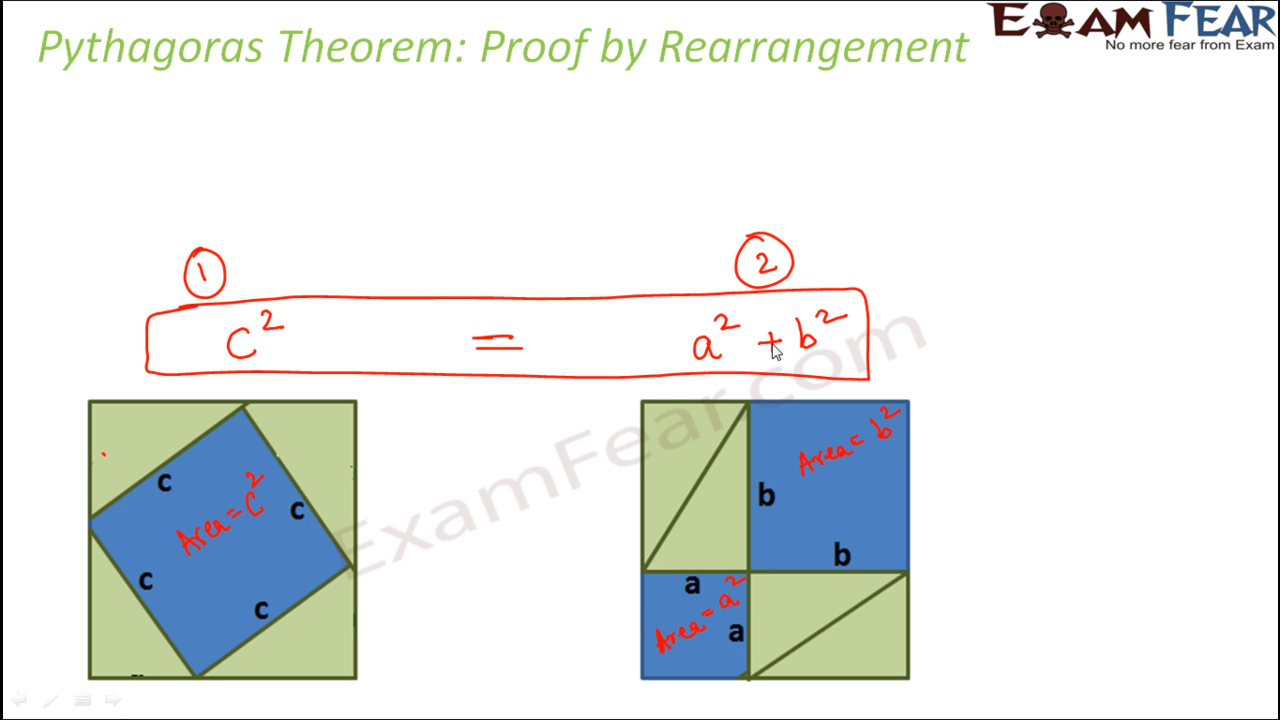 Pythagoras Theorem: Proof by Rearrangement
EXAM FEAR
No more fear from Exam
1
2
c² = a² + b²
ExamFear.com
c
c
c
c
Area = c²
Area = b²
b
b
a
a
Area = a²